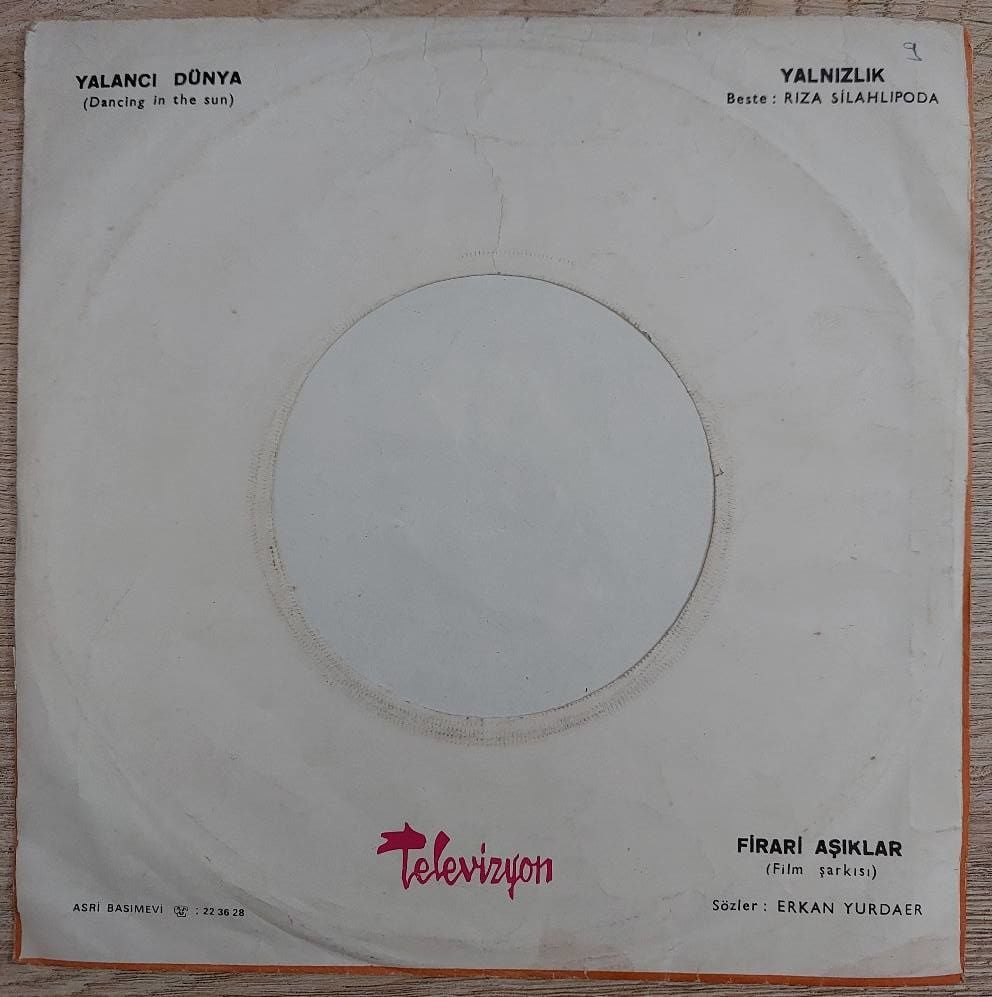 YALANCI DÜNYA
(Dancing in the sun)
YALNIZLIK
Beste : RIZA SİLAHLIPODA
9
Televizyon
FİRARİ AŞIKLAR
(Film şarkısı)
Sözler : ERKAN YURDAER
ASRİ BASIMEVİ ☎ : 22 36 28